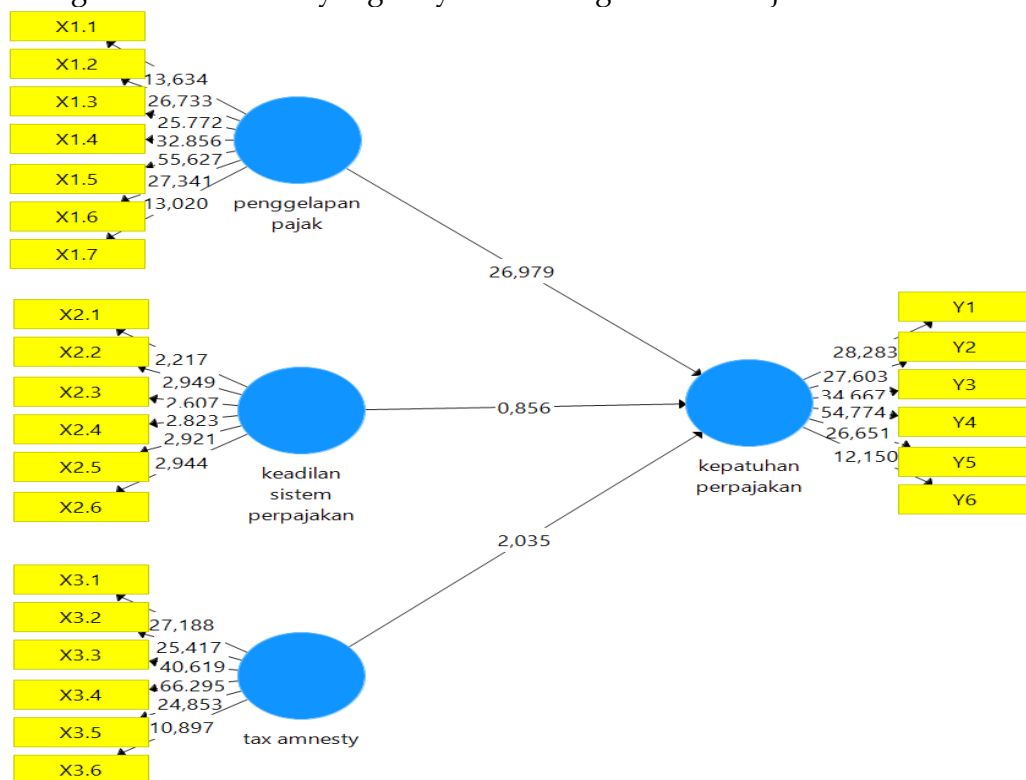 X1.1
X1.2
X1.3
X1.4
X1.5
X1.6
X1.7
13,634
26,733
25.772
32.856
55,627
27,341
13,020
penggelapan
pajak
26,979
X2.1
X2.2
X2.3
X2.4
X2.5
X2.6
2,217
2,949
2.607
2.823
2,921
2,944
keadilan
sistem
perpajakan
0,856
X3.1
X3.2
X3.3
X3.4
X3.5
X3.6
27,188
25,417
40.619
66.295
24,853
10,897
tax amnesty
2,035
kepatuhan
perpajakan
28,283
27,603
34.667
54,774
26,651
12,150
Y1
Y2
Y3
Y4
Y5
Y6